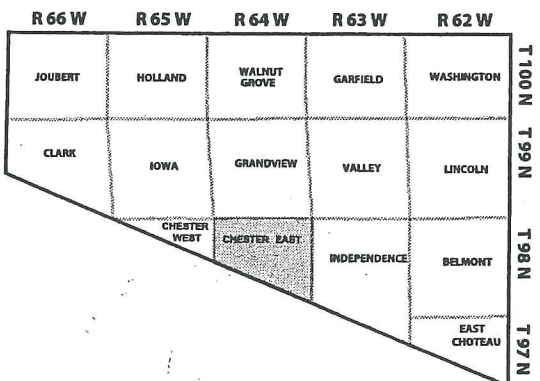 R 66 W R 65 W R 64 W R 63 W R 62 W
JOUBERT HOLLAND WALNUT GROVE GARFIELD WASHINGTON
T 100 N
CLARK IOWA GRANDVIEW VALLEY LINCOLN
T 99 N
CHESTER WEST CHESTER EAST INDEPENDENCE BELMONT
T 98 N
EAST CHOTEAU
T 97 N